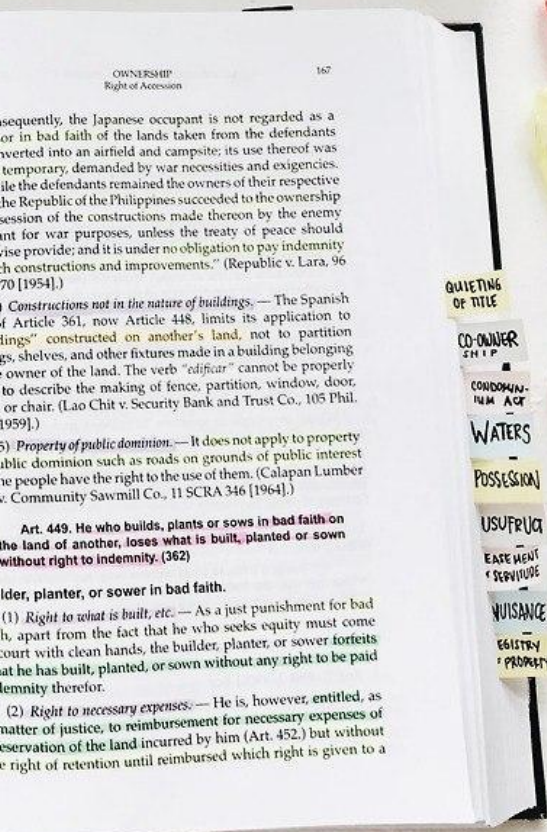 OWNERSHIP 167
Right of Accession
sequently, the Japanese occupant is not regarded as a
or in bad faith of the lands taken from the defendants
verted into an airfield and campsite; its use thereof was
temporary, demanded by war necessities and exigencies.
ile the defendants remained the owners of their respective
the Republic of the Philippines succeeded to the ownership
session of the constructions made thereon by the enemy
ant for war purposes, unless the treaty of peace should
wise provide; and it is under no obligation to pay indemnity
ch constructions and improvements." (Republic v. Lara, 96
70 [1954].)
) Constructions not in the nature of buildings. — The Spanish
f Article 361, now Article 448, limits its application to
dings" constructed on another's land, not to partition
gs, shelves, and other fixtures made in a building belonging
e owner of the land. The verb "edificar" cannot be properly
to describe the making of fence, partition, window, door,
or chair. (Lao Chit v. Security Bank and Trust Co., 105 Phil.
1959].)
5) Property of public dominion. — It does not apply to property
ublic dominion such as roads on grounds of public interest
he people have the right to the use of them. (Calapan Lumber
v. Community Sawmill Co., 11 SCRA 346 [1964].)
Art. 449. He who builds, plants or sows in bad faith on
the land of another, loses what is built, planted or sown
without right to indemnity. (362)
lder, planter, or sower in bad faith.
(1) Right to what is built, etc. — As a just punishment for bad
h, apart from the fact that he who seeks equity must come
court with clean hands, the builder, planter, or sower forfeits
at he has built, planted, or sown without any right to be paid
demnity therefor.
(2) Right to necessary expenses. — He is, however, entitled, as
matter of justice, to reimbursement for necessary expenses of
eservation of the land incurred by him (Art. 452.) but without
e right of retention until reimbursed which right is given to a
QUIETING
OF TITLE
CO-OWNER
SHIP
CONDOMIN-
IUM ACT
WATERS
POSSESSION
USUFRUCT
EASEMENT
& SERVITUDE
NUISANCE
EGISTRY
PROPERTY